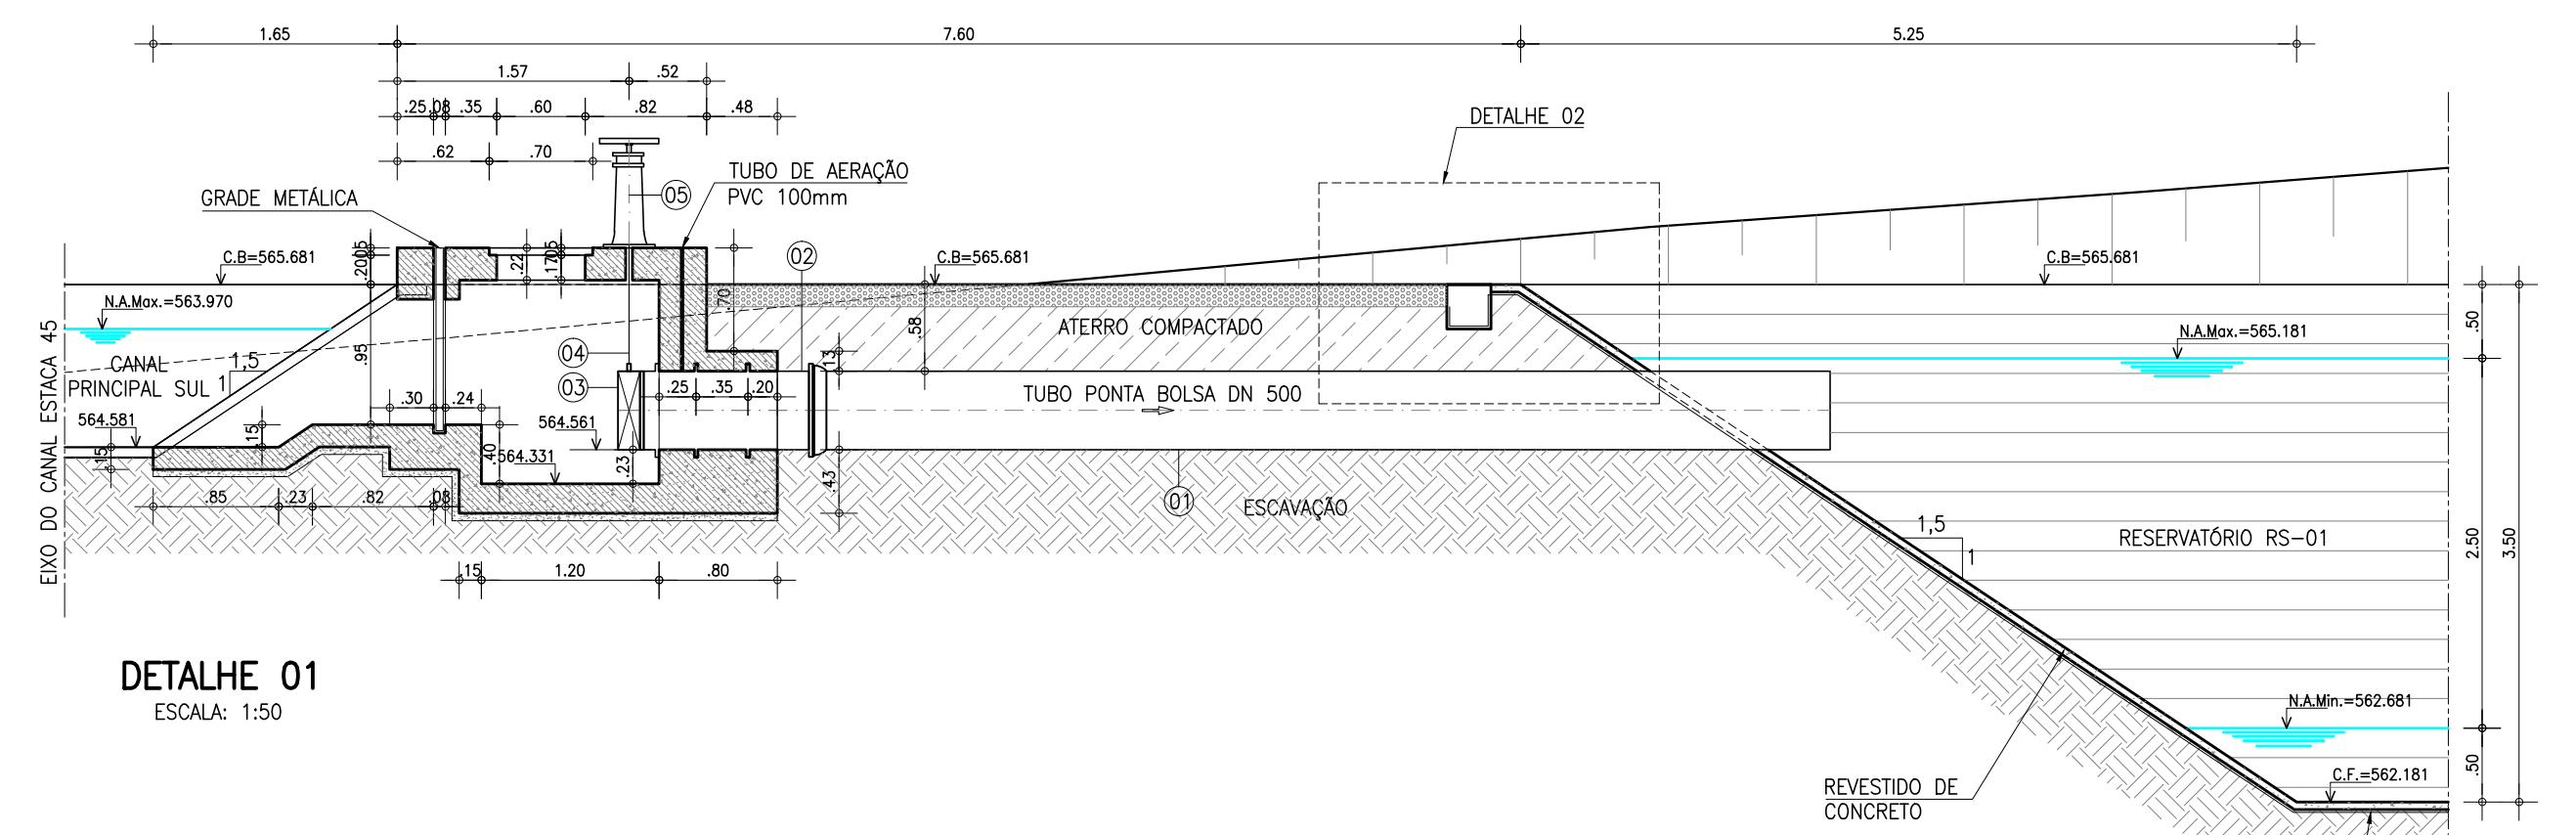 1.65
7.60
5.25
1.57
.52
.25
.08
.35
.60
.82
.48
.62
.70
DETALHE 02
TUBO DE AERAÇÃO
PVC 100mm
05
GRADE METÁLICA
C.B=565.681
.05
.20
.22
.05
.17
02
C.B=565.681
C.B=565.681
N.A.Max.=563.970
.70
.58
ATERRO COMPACTADO
N.A.Max.=565.181
.50
EIXO DO CANAL ESTACA 45
CANAL
PRINCIPAL SUL
1,5
1
.95
04
03
.13
.25
.35
.20
TUBO PONTA BOLSA DN 500
.30
.24
564.581
564.561
.15
.15
.40
564.331
.23
.43
01
ESCAVAÇÃO
.85
.23
.82
.08
1,5
1
RESERVATÓRIO RS-01
2.50
3.50
.15
1.20
.80
DETALHE 01
ESCALA: 1:50
N.A.Min.=562.681
.50
C.F.=562.181
REVESTIDO DE
CONCRETO